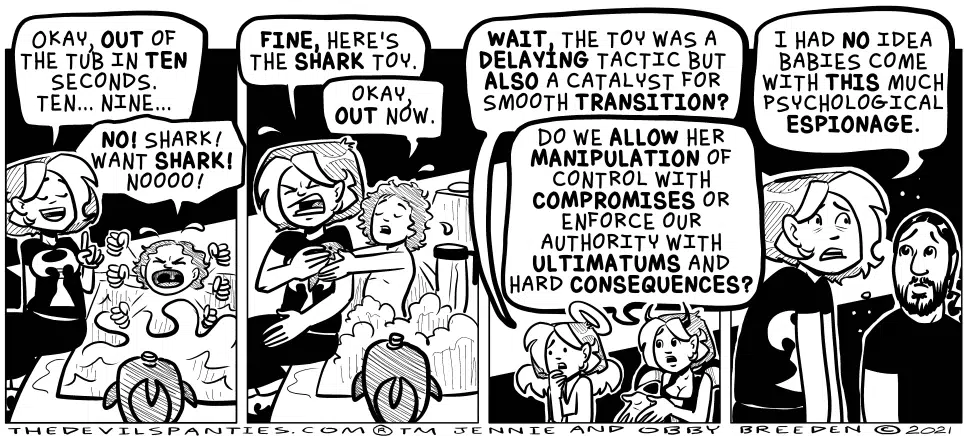 OKAY, OUT OF
THE TUB IN TEN
SECONDS.
TEN... NINE...
NO! SHARK!
WANT SHARK!
NOOOO!
FINE, HERE'S
THE SHARK TOY.
OKAY,
OUT NOW.
WAIT, THE TOY WAS A
DELAYING TACTIC BUT
ALSO A CATALYST FOR
SMOOTH TRANSITION?
DO WE ALLOW HER
MANIPULATION OF
CONTROL WITH
COMPROMISES OR
ENFORCE OUR
AUTHORITY WITH
ULTIMATUMS AND
HARD CONSEQUENCES?
I HAD NO IDEA
BABIES COME
WITH THIS MUCH
PSYCHOLOGICAL
ESPIONAGE.
THEDEVILSPANTIES.COM ® TM JENNIE AND OBBY BREEDEN © 2021